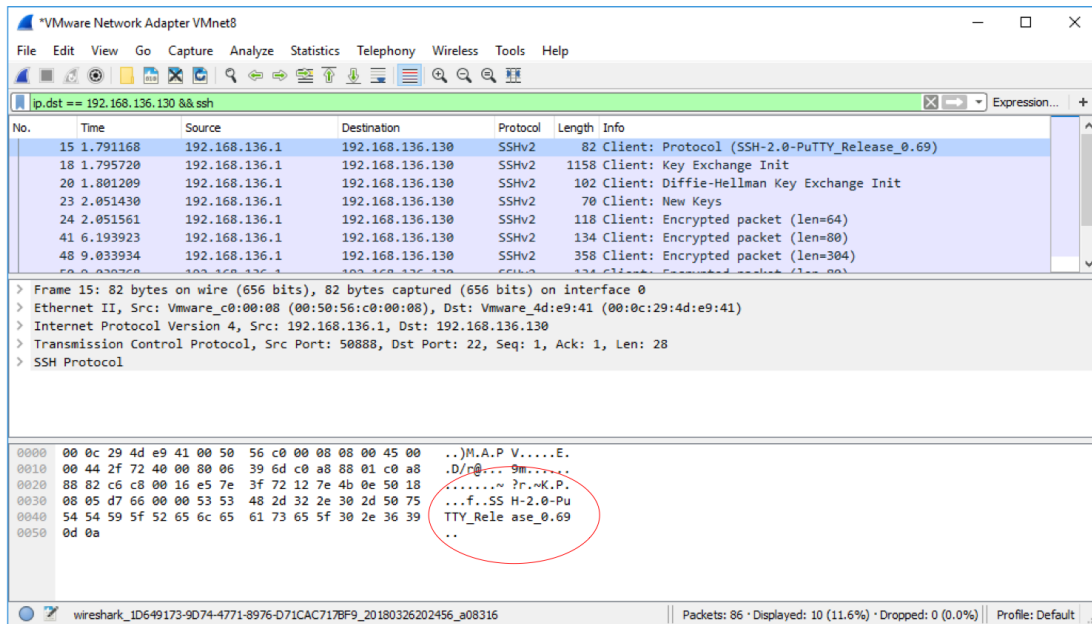 *VMware Network Adapter VMnet8
File Edit View Go Capture Analyze Statistics Telephony Wireless Tools Help
ip.dst == 192.168.136.130 && ssh Expression... +
No. Time Source Destination Protocol Length Info
15 1.791168 192.168.136.1 192.168.136.130 SSHv2 82 Client: Protocol (SSH-2.0-PuTTY_Release_0.69)
18 1.795720 192.168.136.1 192.168.136.130 SSHv2 1158 Client: Key Exchange Init
20 1.801209 192.168.136.1 192.168.136.130 SSHv2 102 Client: Diffie-Hellman Key Exchange Init
23 2.051430 192.168.136.1 192.168.136.130 SSHv2 70 Client: New Keys
24 2.051561 192.168.136.1 192.168.136.130 SSHv2 118 Client: Encrypted packet (len=64)
41 6.193923 192.168.136.1 192.168.136.130 SSHv2 134 Client: Encrypted packet (len=80)
48 9.033934 192.168.136.1 192.168.136.130 SSHv2 358 Client: Encrypted packet (len=304)
> Frame 15: 82 bytes on wire (656 bits), 82 bytes captured (656 bits) on interface 0
> Ethernet II, Src: Vmware_c0:00:08 (00:50:56:c0:00:08), Dst: Vmware_4d:e9:41 (00:0c:29:4d:e9:41)
> Internet Protocol Version 4, Src: 192.168.136.1, Dst: 192.168.136.130
> Transmission Control Protocol, Src Port: 50888, Dst Port: 22, Seq: 1, Ack: 1, Len: 28
> SSH Protocol
0000 00 0c 29 4d e9 41 00 50 56 c0 00 08 08 00 45 00 ..)M.A.P V.....E.
0010 00 44 2f 72 40 00 80 06 39 6d c0 a8 88 01 c0 a8 .D/r@... 9m......
0020 88 82 c6 c8 00 16 e5 7e 3f 72 12 7e 4b 0e 50 18 .......~ ?r.~K.P.
0030 08 05 d7 66 00 00 53 53 48 2d 32 2e 30 2d 50 75 ...f..SS H-2.0-Pu
0040 54 54 59 5f 52 65 6c 65 61 73 65 5f 30 2e 36 39 TTY_Rele ase_0.69
0050 0d 0a ..
wireshark_1D649173-9D74-4771-8976-D71CAC717BF9_20180326202456_a08316 Packets: 86 · Displayed: 10 (11.6%) · Dropped: 0 (0.0%) Profile: Default